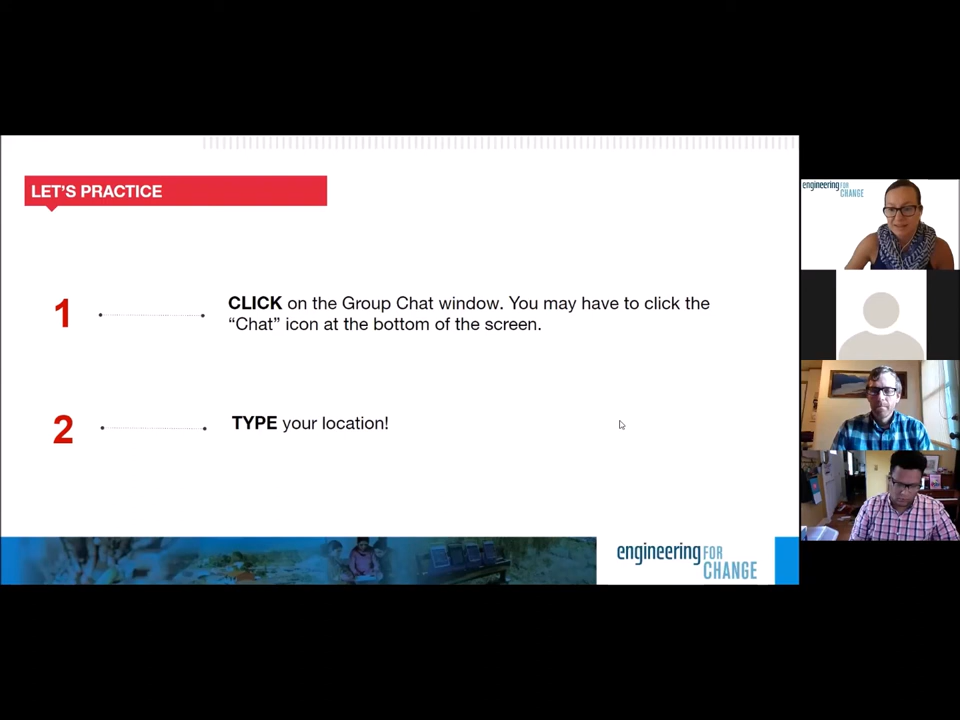 LET'S PRACTICE
1
CLICK on the Group Chat window. You may have to click the
“Chat” icon at the bottom of the screen.
2
TYPE your location!
engineering FOR
CHANGE
engineering FOR
CHANGE